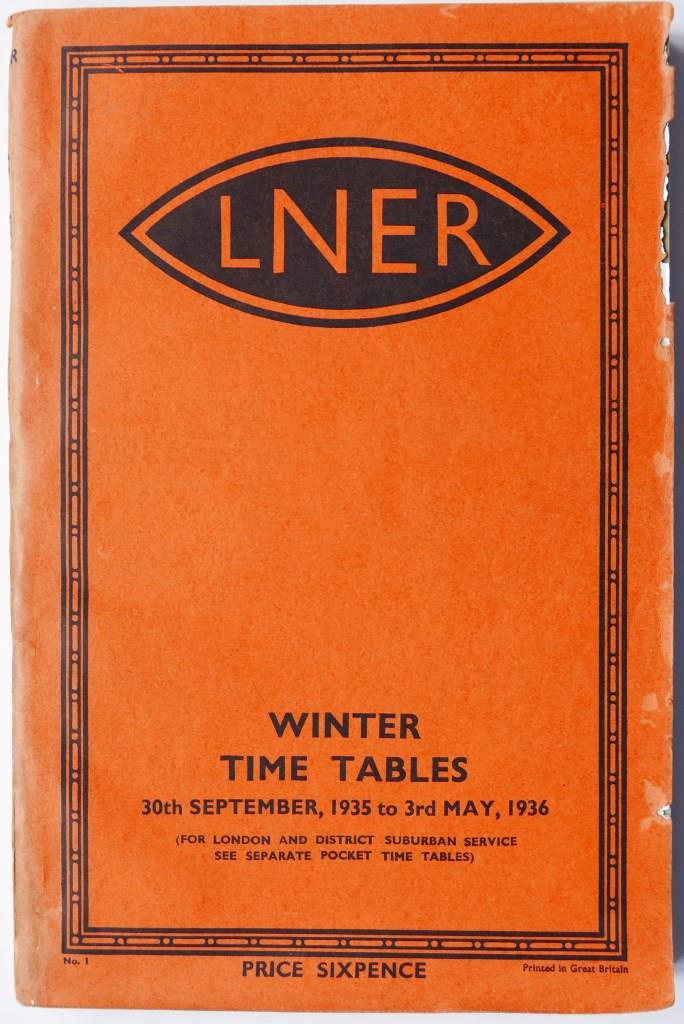 R
LNER
WINTER
TIME TABLES
30th SEPTEMBER, 1935 to 3rd MAY, 1936
(FOR LONDON AND DISTRICT SUBURBAN SERVICE
SEE SEPARATE POCKET TIME TABLES)
No. 1
PRICE SIXPENCE
Printed in Great Britain